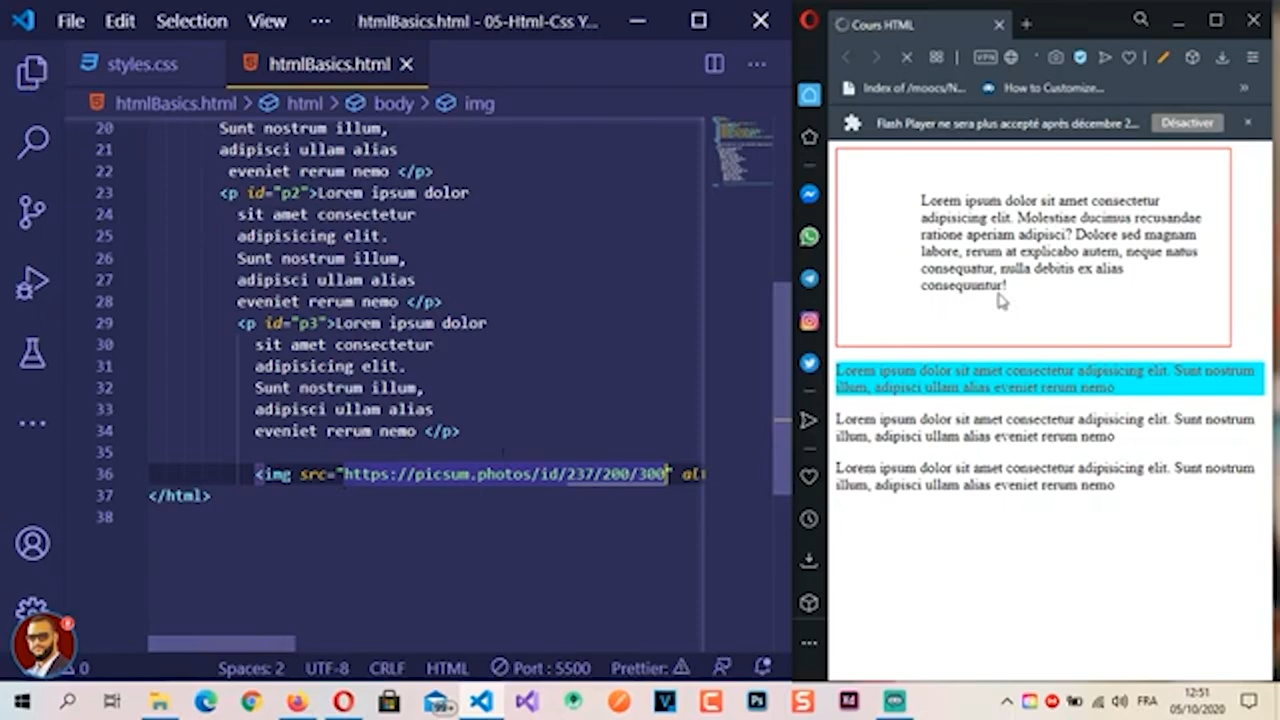 File Edit Selection View ··· htmlBasics.html - 05-Html-Css Y...
styles.css htmlBasics.html
htmlBasics.html > html > body > img
20 Sunt nostrum illum,
21 adipisci ullam alias
22 eveniet rerum nemo </p>
23 <p id="p2">Lorem ipsum dolor
24 sit amet consectetur
25 adipisicing elit.
26 Sunt nostrum illum,
27 adipisci ullam alias
28 eveniet rerum nemo </p>
29 <p id="p3">Lorem ipsum dolor
30 sit amet consectetur
31 adipisicing elit.
32 Sunt nostrum illum,
33 adipisci ullam alias
34 eveniet rerum nemo </p>
35
36 <img src="https://picsum.photos/id/237/200/300"
37 </html>
38
0 Spaces: 2 UTF-8 CRLF HTML Port : 5500 Prettier:
Cours HTML
VPN
Index of /moocs/N... How to Customize... »
Flash Player ne sera plus accepté après décembre 2... Désactiver
Lorem ipsum dolor sit amet consectetur
adipisicing elit. Molestiae ducimus recusandae
ratione aperiam adipisci? Dolore sed magnam
labore, rerum at explicabo autem, neque natus
consequatur, nulla debitis ex alias
consequuntur!
Lorem ipsum dolor sit amet consectetur adipisicing elit. Sunt nostrum
illum, adipisci ullam alias eveniet rerum nemo
Lorem ipsum dolor sit amet consectetur adipisicing elit. Sunt nostrum
illum, adipisci ullam alias eveniet rerum nemo
Lorem ipsum dolor sit amet consectetur adipisicing elit. Sunt nostrum
illum, adipisci ullam alias eveniet rerum nemo
99+ Ps S Xd FRA 12:51
05/10/2020